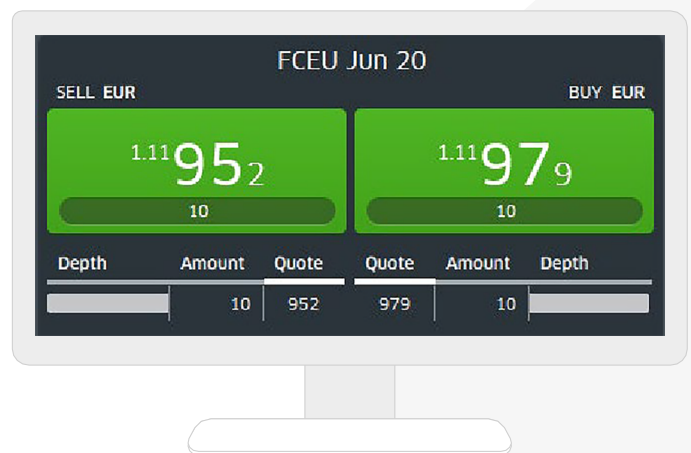 FCEU Jun 20
SELL EUR BUY EUR
1.11952 1.11979
10 10
Depth Amount Quote Quote Amount Depth
10 952 979 10